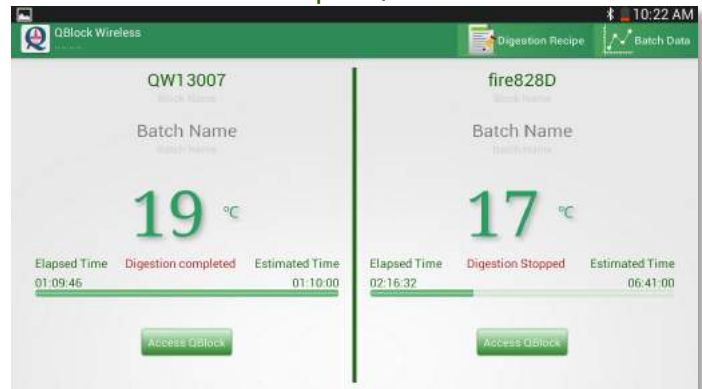 10:22 AM
QBlock Wireless
Digestion Recipe
Batch Data
QW13007
Block Name
Batch Name
Batch Name
19 °C
Elapsed Time Digestion completed Estimated Time
01:09:46 01:10:00
Access QBlock
fire828D
Block Name
Batch Name
Batch Name
17 °C
Elapsed Time Digestion Stopped Estimated Time
02:16:32 06:41:00
Access QBlock